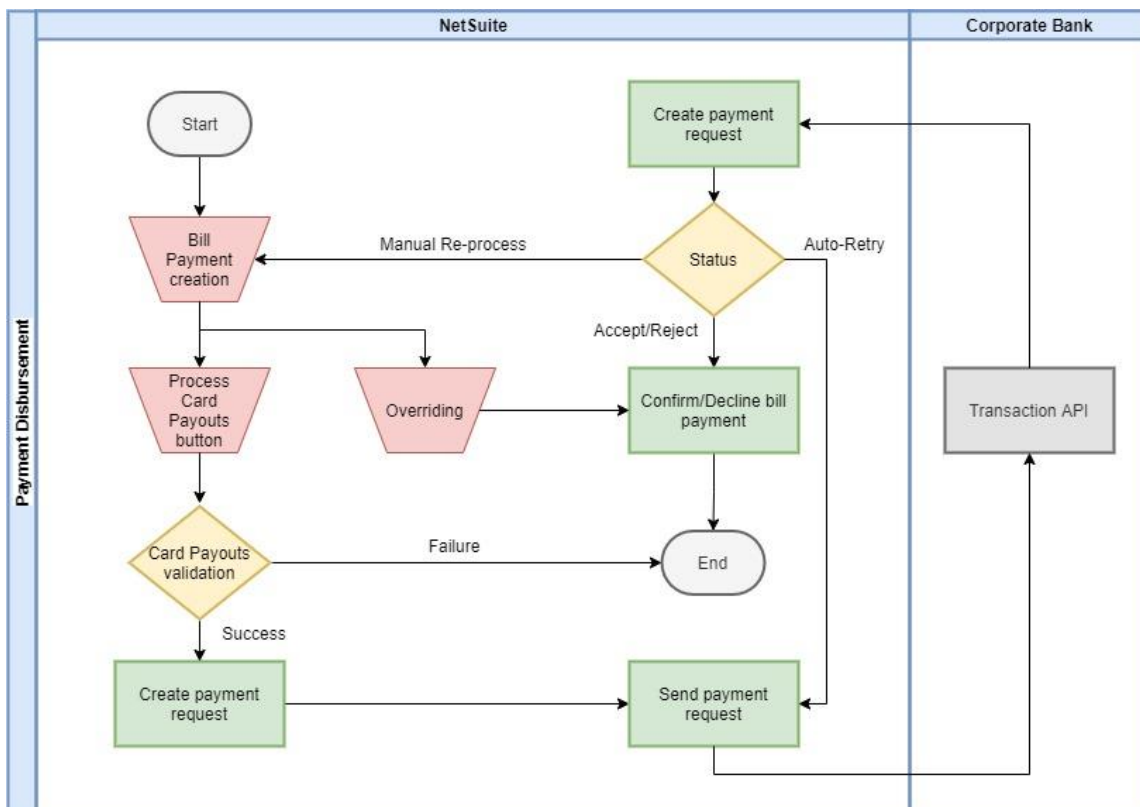 NetSuite
Corporate Bank
Payment Disbursement
Start
Create payment
request
Bill
Payment
creation
Manual Re-process
Status
Auto-Retry
Accept/Reject
Process
Card
Payouts
button
Overriding
Confirm/Decline bill
payment
Transaction API
Card Payouts
validation
Failure
End
Success
Create payment
request
Send payment
request